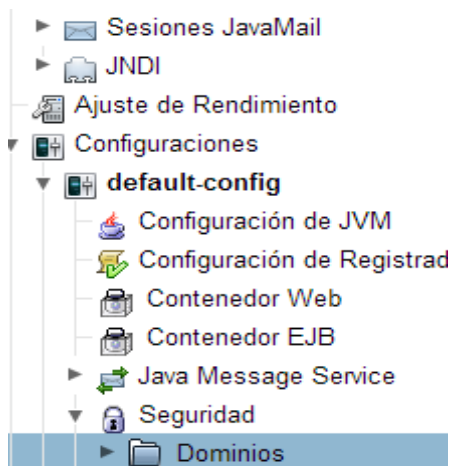 Sesiones JavaMail
JNDI
Ajuste de Rendimiento
Configuraciones
default-config
Configuración de JVM
Configuración de Registrad
Contenedor Web
Contenedor EJB
Java Message Service
Seguridad
Dominios